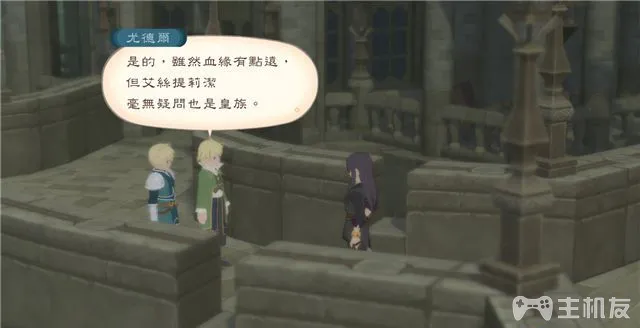 尤德爾
是的，雖然血緣有點遠，
但艾絲提莉潔
毫無疑問也是皇族。
主机友